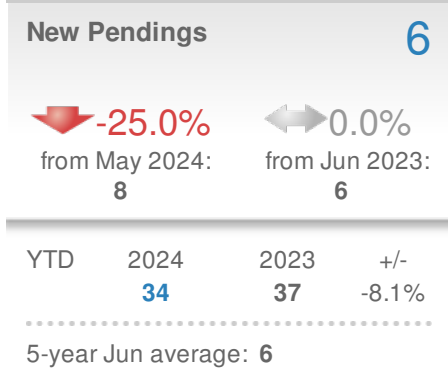 New Pendings 6
-25.0% 0.0%
from May 2024: from Jun 2023:
8 6
YTD 2024 2023 +/-
34 37 -8.1%
5-year Jun average: 6